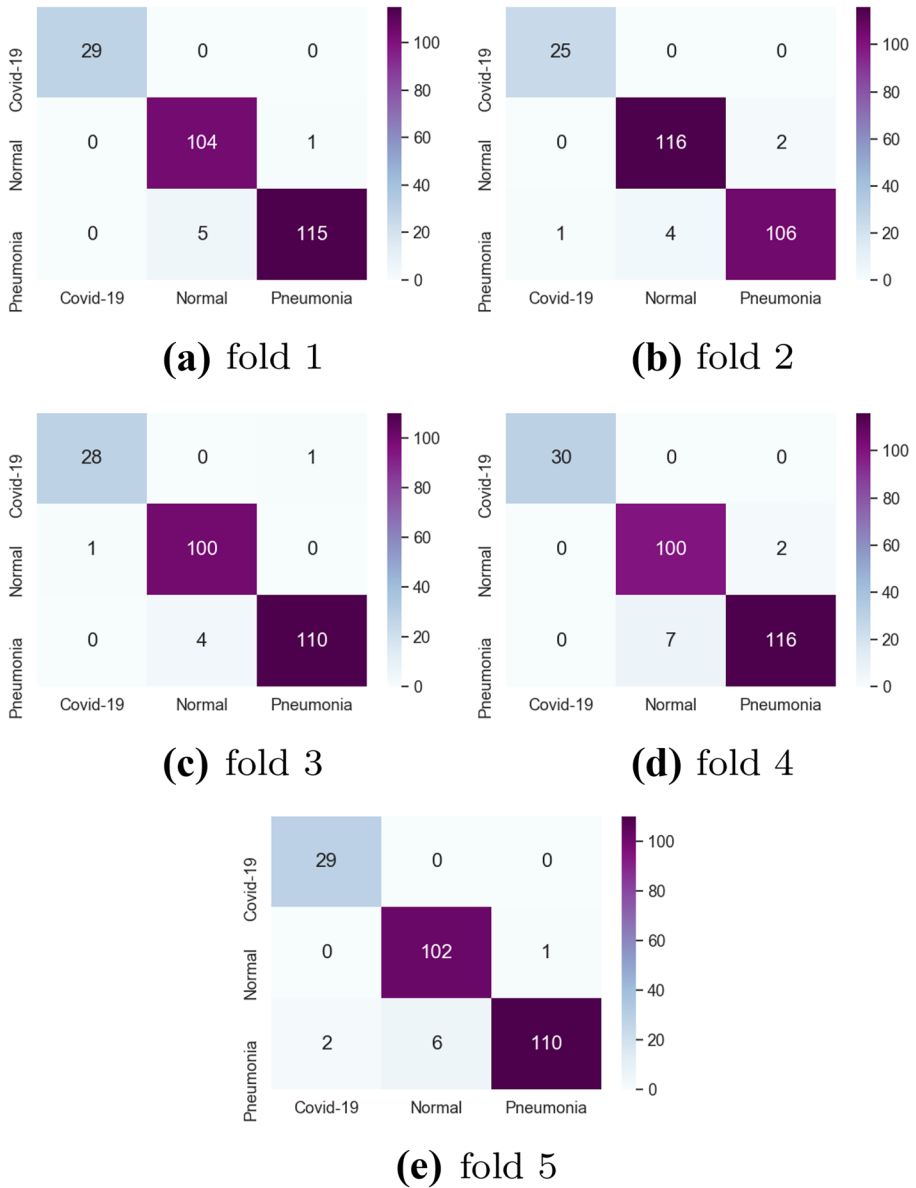 Covid-19 29 0 0
Normal 0 104 1
Pneumonia 0 5 115
Covid-19 Normal Pneumonia
100
80
60
40
20
0
(a) fold 1
Covid-19 25 0 0
Normal 0 116 2
Pneumonia 1 4 106
Covid-19 Normal Pneumonia
100
80
60
40
20
0
(b) fold 2
Covid-19 28 0 1
Normal 1 100 0
Pneumonia 0 4 110
Covid-19 Normal Pneumonia
100
80
60
40
20
0
(c) fold 3
Covid-19 30 0 0
Normal 0 100 2
Pneumonia 0 7 116
Covid-19 Normal Pneumonia
100
80
60
40
20
0
(d) fold 4
Covid-19 29 0 0
Normal 0 102 1
Pneumonia 2 6 110
Covid-19 Normal Pneumonia
100
80
60
40
20
0
(e) fold 5